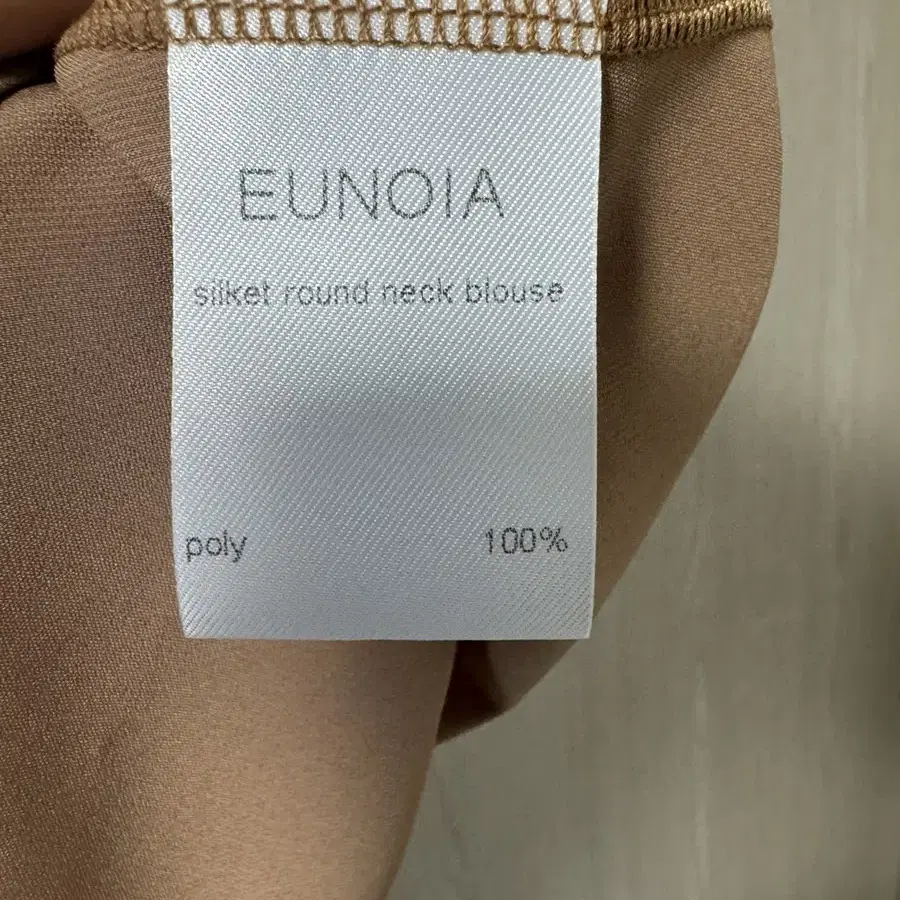 EUNOIA
silket round neck blouse
poly 100%